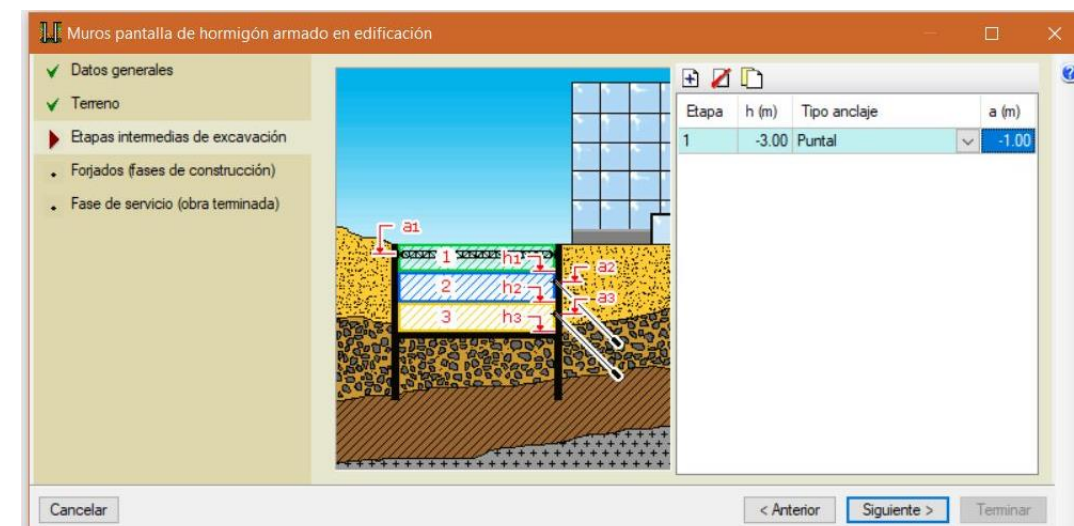 Muros pantalla de hormigón armado en edificación
Datos generales
Terreno
Etapas intermedias de excavación
Forjados (fases de construcción)
Fase de servicio (obra terminada)
a1
1 h1
a2
2 h2
a3
3 h3
Etapa h (m) Tipo anclaje a (m)
1 -3.00 Puntal -1.00
Cancelar < Anterior Siguiente > Terminar